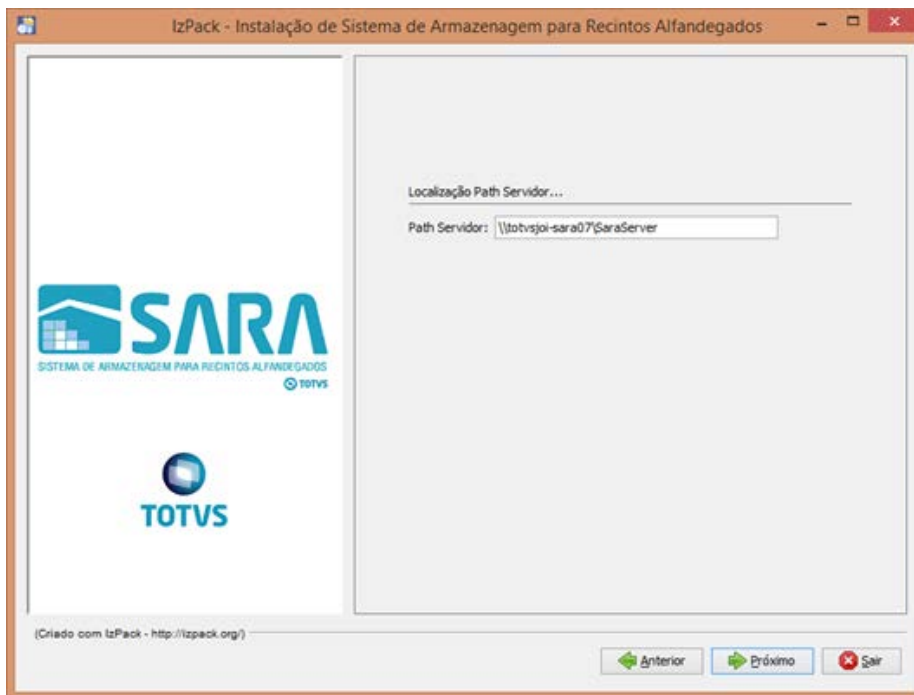 IzPack - Instalação de Sistema de Armazenagem para Recintos Alfandegados
SARA
SISTEMA DE ARMAZENAGEM PARA RECINTOS ALFANDEGADOS
TOTVS
TOTVS
Localização Path Servidor...
Path Servidor: \\totvsjoi-sara07\SaraServer
(Criado com IzPack - http://izpack.org/)
Anterior
Próximo
Sair